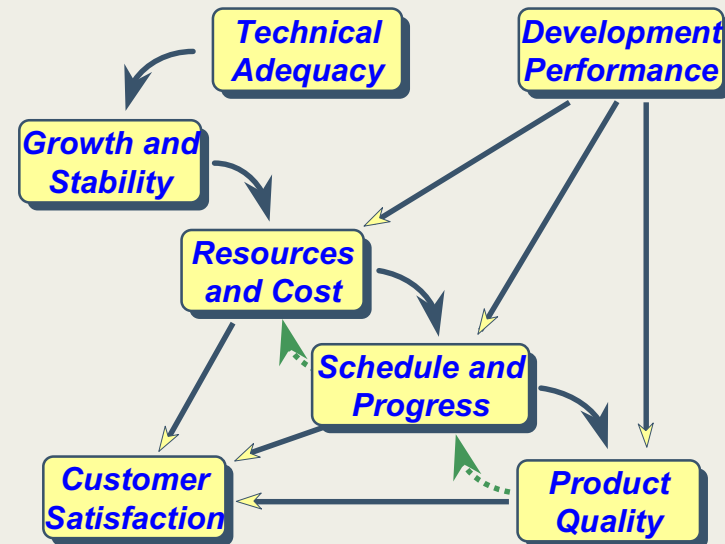 Technical
Adequacy
Development
Performance
Growth and
Stability
Resources
and Cost
Schedule and
Progress
Customer
Satisfaction
Product
Quality